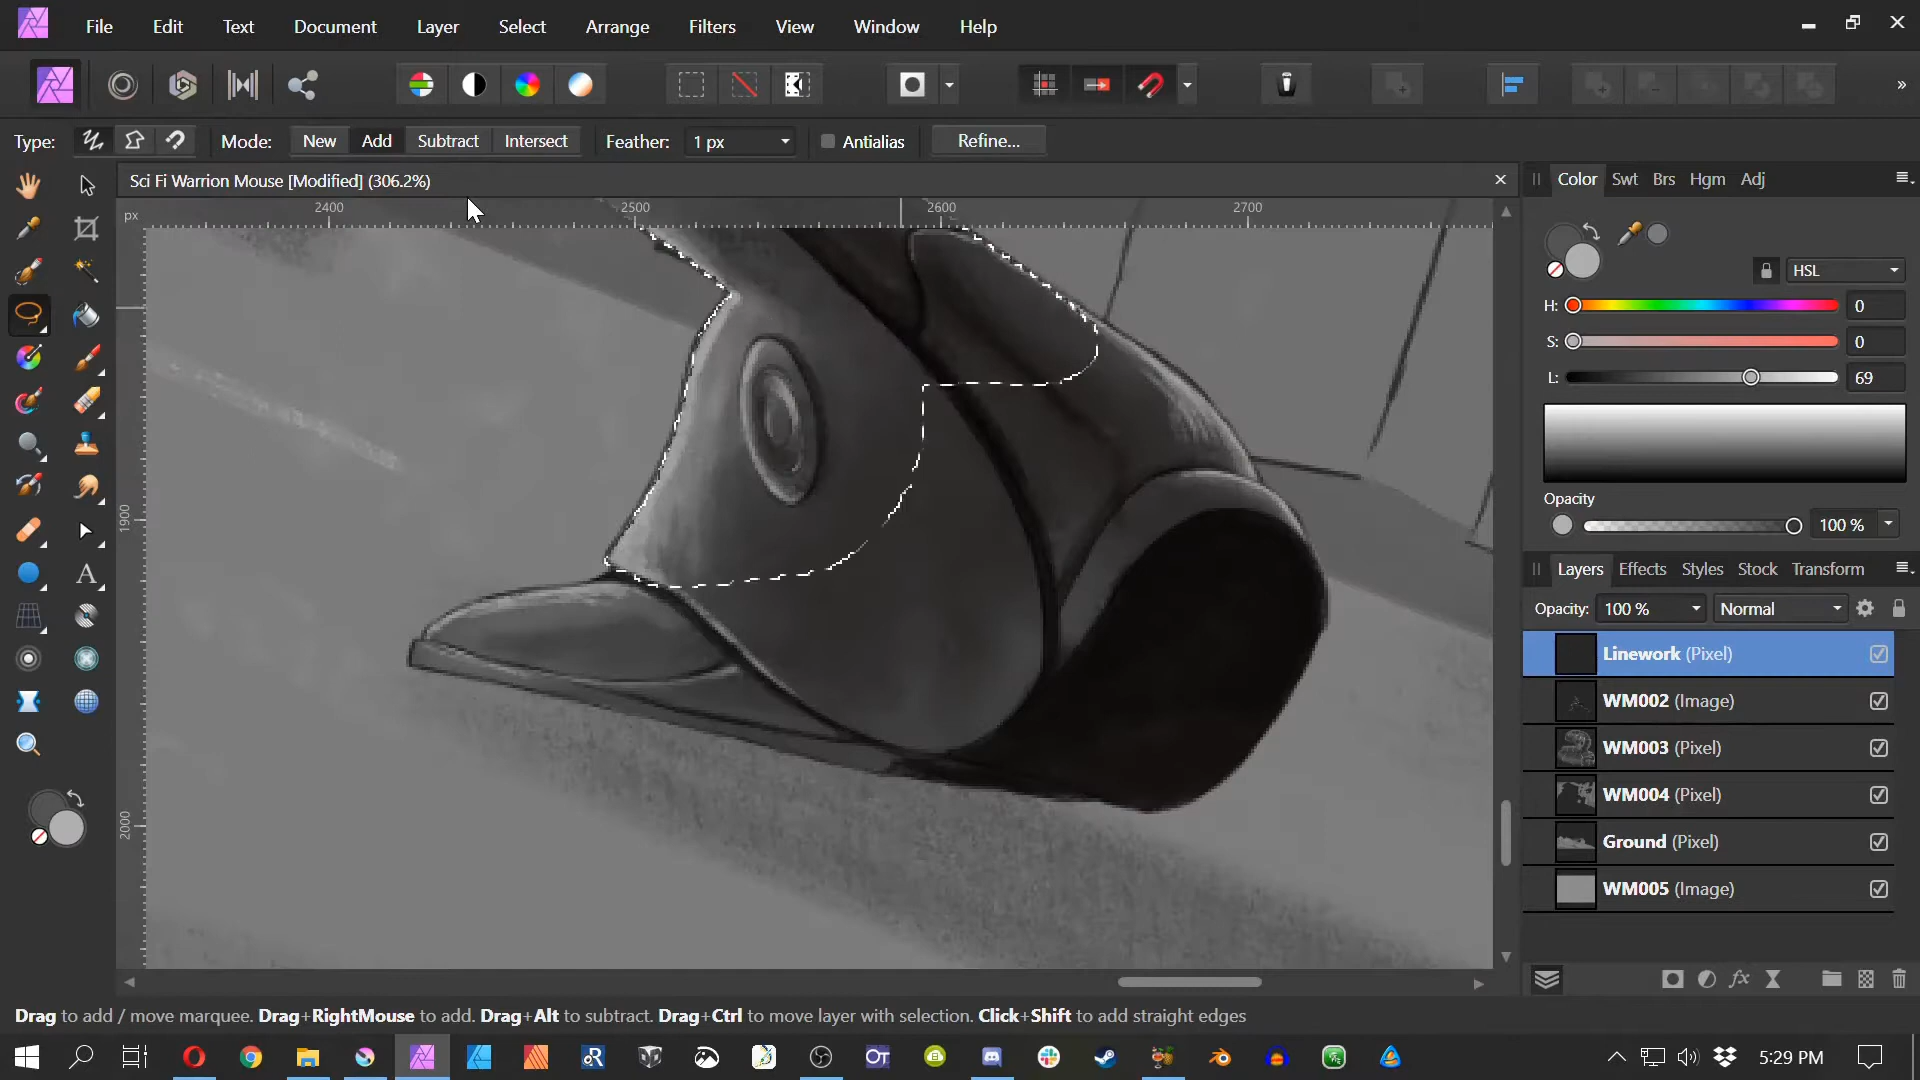 File Edit Text Document Layer Select Arrange Filters View Window Help
Type: Mode: New Add Subtract Intersect Feather: 1 px Antialias Refine...
Sci Fi Warrion Mouse [Modified] (306.2%)
px 2400 2500 2600 2700
1900
2000
Color Swt Brs Hgm Adj
HSL
H: 0
S: 0
L: 69
Opacity
100 %
Layers Effects Styles Stock Transform
Opacity: 100 % Normal
Linework (Pixel)
WM002 (Image)
WM003 (Pixel)
WM004 (Pixel)
Ground (Pixel)
WM005 (Image)
Drag to add / move marquee. Drag+RightMouse to add. Drag+Alt to subtract. Drag+Ctrl to move layer with selection. Click+Shift to add straight edges
5:29 PM